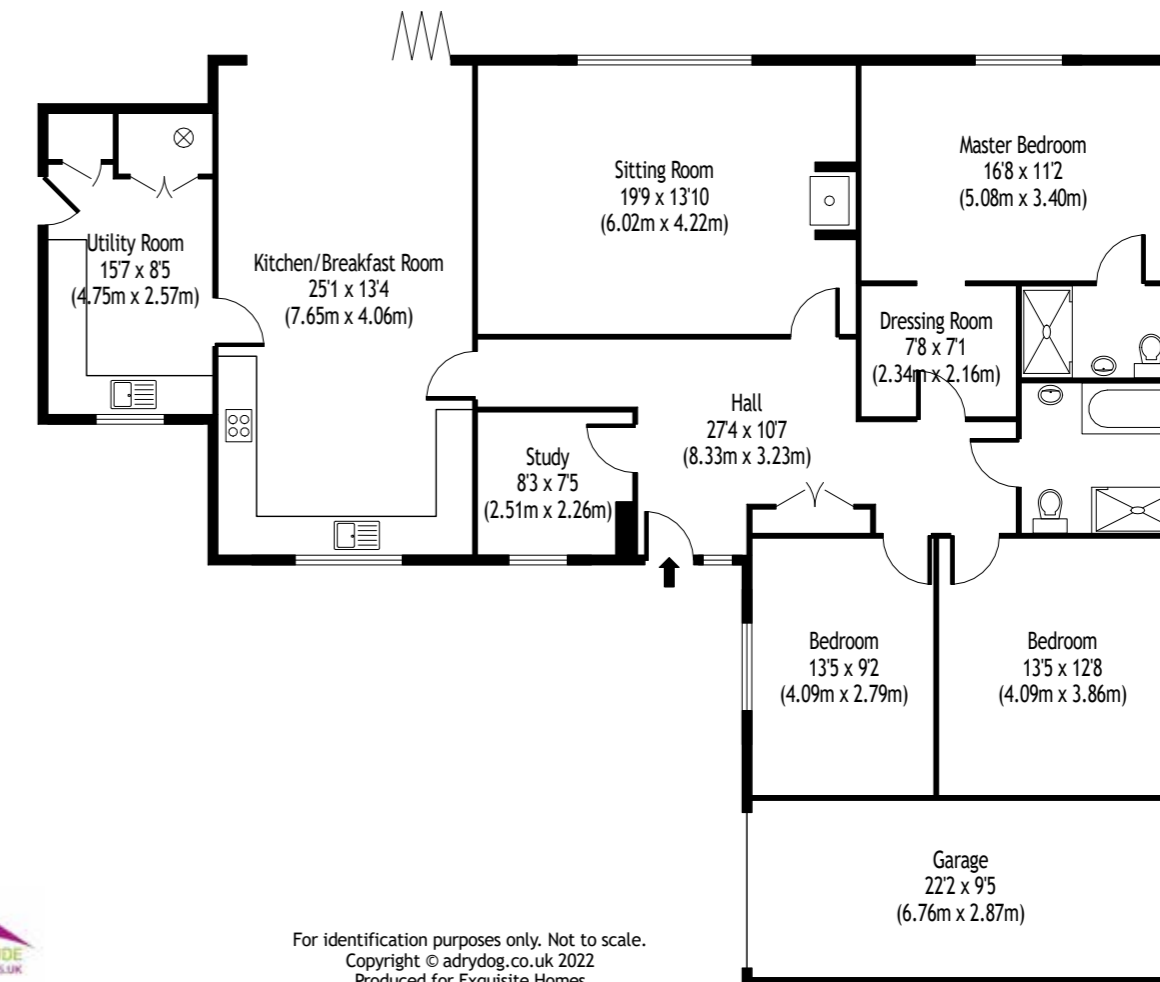 Sitting Room
19'9 x 13'10
(6.02m x 4.22m)
Master Bedroom
16'8 x 11'2
(5.08m x 3.40m)
Utility Room
15'7 x 8'5
(4.75m x 2.57m)
Kitchen/Breakfast Room
25'1 x 13'4
(7.65m x 4.06m)
Dressing Room
7'8 x 7'1
(2.34m x 2.16m)
Hall
27'4 x 10'7
(8.33m x 3.23m)
Study
8'3 x 7'5
(2.51m x 2.26m)
Bedroom
13'5 x 9'2
(4.09m x 2.79m)
Bedroom
13'5 x 12'8
(4.09m x 3.86m)
Garage
22'2 x 9'5
(6.76m x 2.87m)
For identification purposes only. Not to scale.
Copyright © adrydog.co.uk 2022
Produced for Exquisite Homes